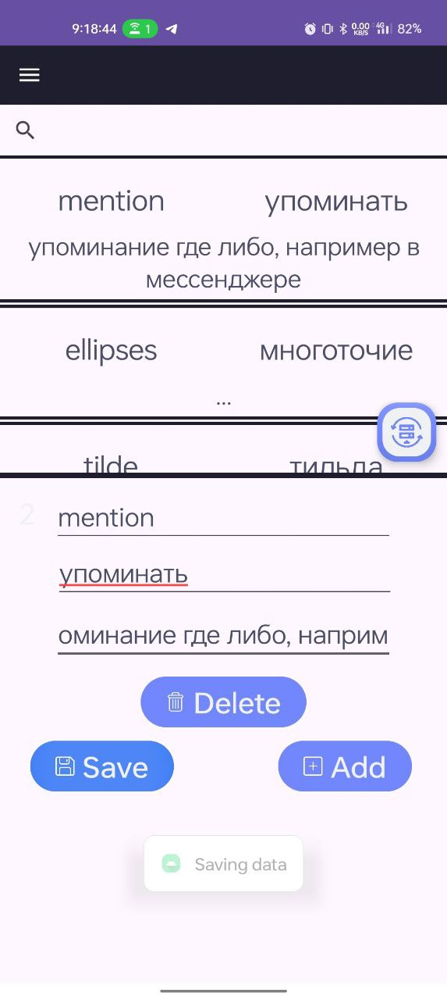 9:18:44 1 0.00 KB/S 4G 82%
mention упоминать
упоминание где либо, например в
мессенджере
ellipses многоточие
...
tilde тильда
2 mention
упоминать
оминание где либо, наприм
Delete
Save Add
Saving data